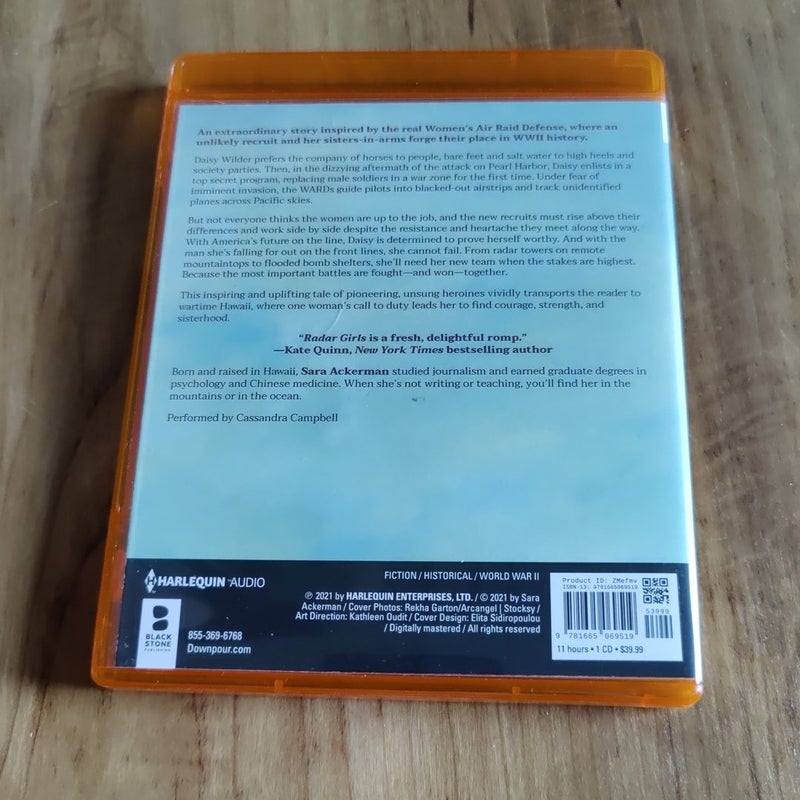 An extraordinary story inspired by the real Women's Air Raid Defense, where an
unlikely recruit and her sisters-in-arms forge their place in WWII history.
Daisy Wilder prefers the company of horses to people, bare feet and salt water to high heels and
society parties. Then, in the dizzying aftermath of the attack on Pearl Harbor, Daisy enlists in a
top secret program, replacing male soldiers in a war zone for the first time. Under fear of
imminent invasion, the WARDs guide pilots into blacked-out airstrips and track unidentified
planes across Pacific skies.
But not everyone thinks the women are up to the job, and the new recruits must rise above their
differences and work side by side despite the resistance and heartache they meet along the way.
With America's future on the line, Daisy is determined to prove herself worthy. And with the
man she's falling for out on the front lines, she cannot fail. From radar towers on remote
mountaintops to flooded bomb shelters, she'll need her new team when the stakes are highest.
Because the most important battles are fought—and won—together.
This inspiring and uplifting tale of pioneering, unsung heroines vividly transports the reader to
wartime Hawaii, where one woman's call to duty leads her to find courage, strength, and
sisterhood.
"Radar Girls is a fresh, delightful romp."
—Kate Quinn, New York Times bestselling author
Born and raised in Hawaii, Sara Ackerman studied journalism and earned graduate degrees in
psychology and Chinese medicine. When she's not writing or teaching, you'll find her in the
mountains or in the ocean.
Performed by Cassandra Campbell
HARLEQUIN™ AUDIO
BLACK
STONE
PUBLISHING
855-369-6768
Downpour.com
FICTION / HISTORICAL / WORLD WAR II
℗ 2021 by HARLEQUIN ENTERPRISES, LTD. / © 2021 by Sara
Ackerman / Cover Photos: Rekha Garton/Arcangel | Stocksy /
Art Direction: Kathleen Oudit / Cover Design: Elita Sidiropoulou
/ Digitally mastered / All rights reserved
Product ID: ZMefmv
ISBN-13: 9781665069519
53999
9 781665 069519
11 hours • 1 CD • $39.99